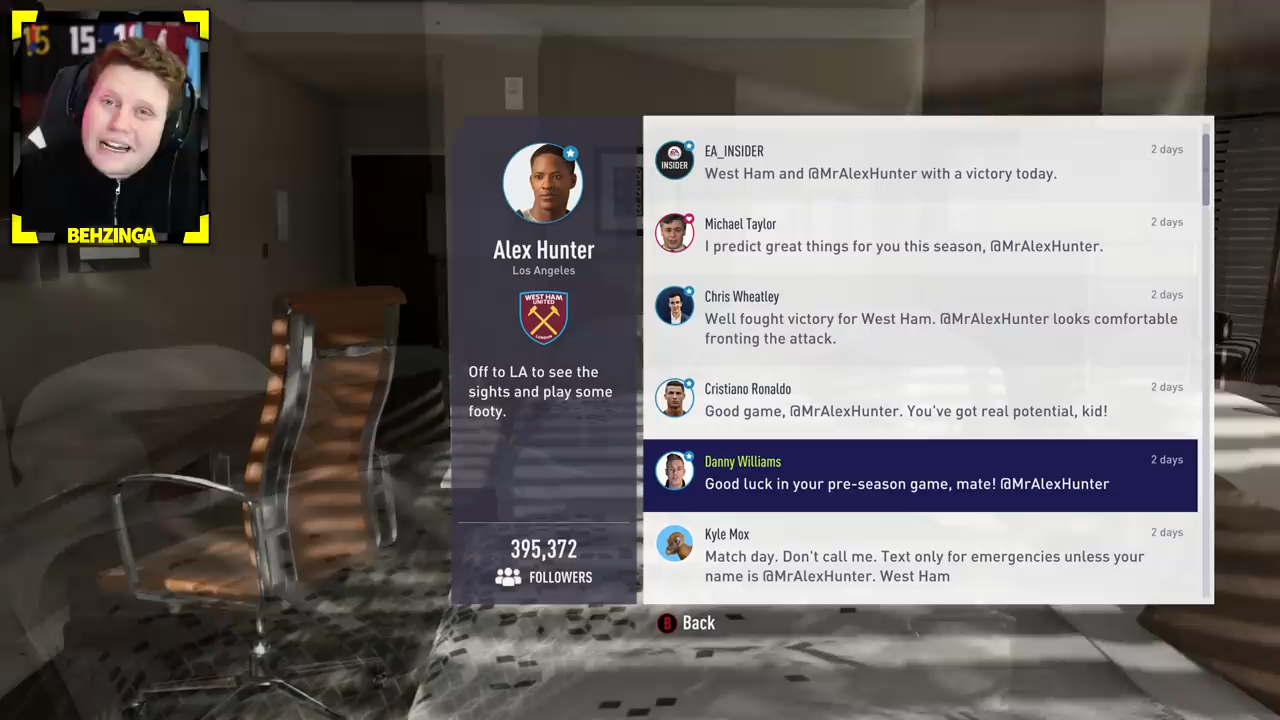 15 15
BEHZINGA
Alex Hunter
Los Angeles
WEST HAM
UNITED
LONDON
Off to LA to see the
sights and play some
footy.
395,372
FOLLOWERS
EA
INSIDER
EA_INSIDER
2 days
West Ham and @MrAlexHunter with a victory today.
Michael Taylor
2 days
I predict great things for you this season, @MrAlexHunter.
Chris Wheatley
2 days
Well fought victory for West Ham. @MrAlexHunter looks comfortable
fronting the attack.
Cristiano Ronaldo
2 days
Good game, @MrAlexHunter. You've got real potential, kid!
Danny Williams
2 days
Good luck in your pre-season game, mate! @MrAlexHunter
Kyle Mox
2 days
Match day. Don't call me. Text only for emergencies unless your
name is @MrAlexHunter. West Ham
B Back